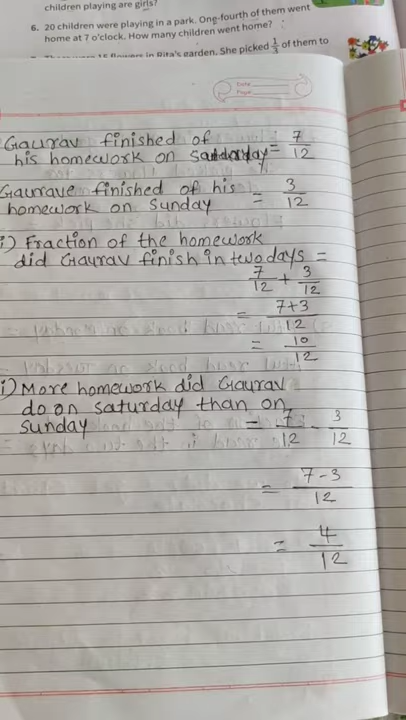 children playing are girls?
6. 20 children were playing in a park. One-fourth of them went
home at 7 o'clock. How many children went home?
in Rita's garden. She picked 1/3 of them to
Date
Page
Gaurav finished of
his homework on saturday = 7/12
Gaurave finished of his
homework on Sunday = 3/12
i) Fraction of the homework
did Gaurav finish in two days =
7/12 + 3/12
= 7+3/12
= 10/12
i) More homework did Gaurav
do on saturday than on
Sunday = 7/12 - 3/12
= 7-3/12
= 4/12